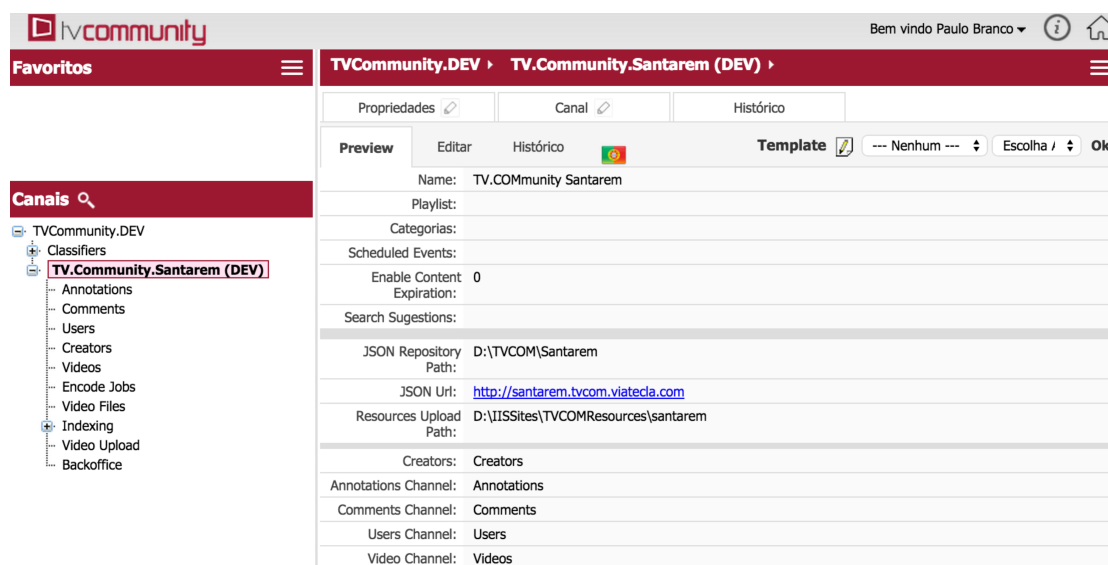 tvcommunity
Bem vindo Paulo Branco
Favoritos
TVCommunity.DEV TV.Community.Santarem (DEV)
Propriedades Canal Histórico
Preview Editar Histórico Template --- Nenhum --- Escolha Ok
Name: TV.COMmunity Santarem
Playlist:
Categorias:
Scheduled Events:
Enable Content 0
Expiration:
Search Sugestions:
JSON Repository D:\TVCOM\Santarem
Path:
JSON Url: http://santarem.tvcom.viatecla.com
Resources Upload D:\IISSites\TVCOMResources\santarem
Path:
Creators: Creators
Annotations Channel: Annotations
Comments Channel: Comments
Users Channel: Users
Video Channel: Videos
Canais
TVCommunity.DEV
Classifiers
TV.Community.Santarem (DEV)
Annotations
Comments
Users
Creators
Videos
Encode Jobs
Video Files
Indexing
Video Upload
Backoffice